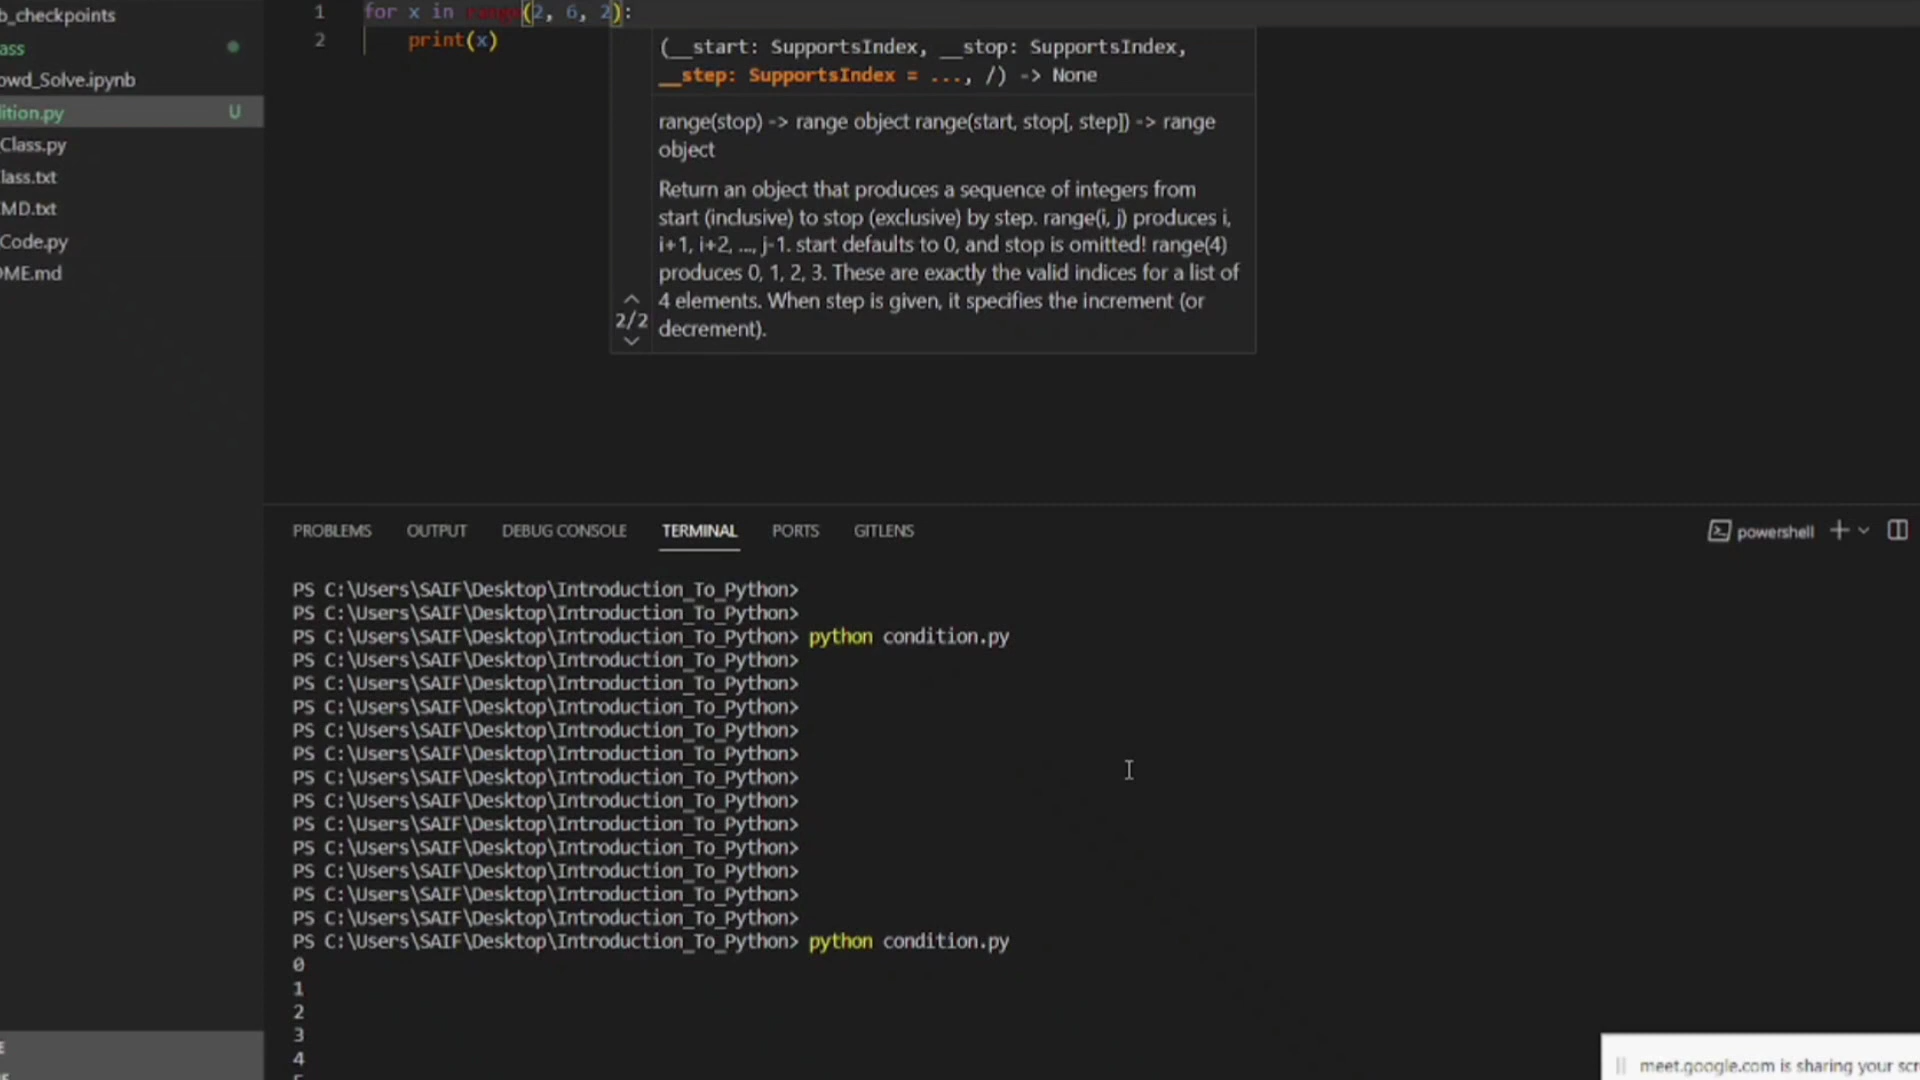 b_checkpoints
ass
owd_Solve.ipynb
lition.py U
Class.py
lass.txt
MD.txt
Code.py
OME.md
1 for x in range(2, 6, 2):
2 print(x)
(__start: SupportsIndex, __stop: SupportsIndex,
__step: SupportsIndex = ..., /) -> None
range(stop) -> range object range(start, stop[, step]) -> range
object
Return an object that produces a sequence of integers from
start (inclusive) to stop (exclusive) by step. range(i, j) produces i,
i+1, i+2, ..., j-1. start defaults to 0, and stop is omitted! range(4)
produces 0, 1, 2, 3. These are exactly the valid indices for a list of
4 elements. When step is given, it specifies the increment (or
decrement).
2/2
PROBLEMS OUTPUT DEBUG CONSOLE TERMINAL PORTS GITLENS
powershell
PS C:\Users\SAIF\Desktop\Introduction_To_Python>
PS C:\Users\SAIF\Desktop\Introduction_To_Python>
PS C:\Users\SAIF\Desktop\Introduction_To_Python> python condition.py
PS C:\Users\SAIF\Desktop\Introduction_To_Python>
PS C:\Users\SAIF\Desktop\Introduction_To_Python>
PS C:\Users\SAIF\Desktop\Introduction_To_Python>
PS C:\Users\SAIF\Desktop\Introduction_To_Python>
PS C:\Users\SAIF\Desktop\Introduction_To_Python>
PS C:\Users\SAIF\Desktop\Introduction_To_Python>
PS C:\Users\SAIF\Desktop\Introduction_To_Python>
PS C:\Users\SAIF\Desktop\Introduction_To_Python>
PS C:\Users\SAIF\Desktop\Introduction_To_Python>
PS C:\Users\SAIF\Desktop\Introduction_To_Python>
PS C:\Users\SAIF\Desktop\Introduction_To_Python>
PS C:\Users\SAIF\Desktop\Introduction_To_Python>
PS C:\Users\SAIF\Desktop\Introduction_To_Python> python condition.py
0
1
2
3
4
meet.google.com is sharing your scr